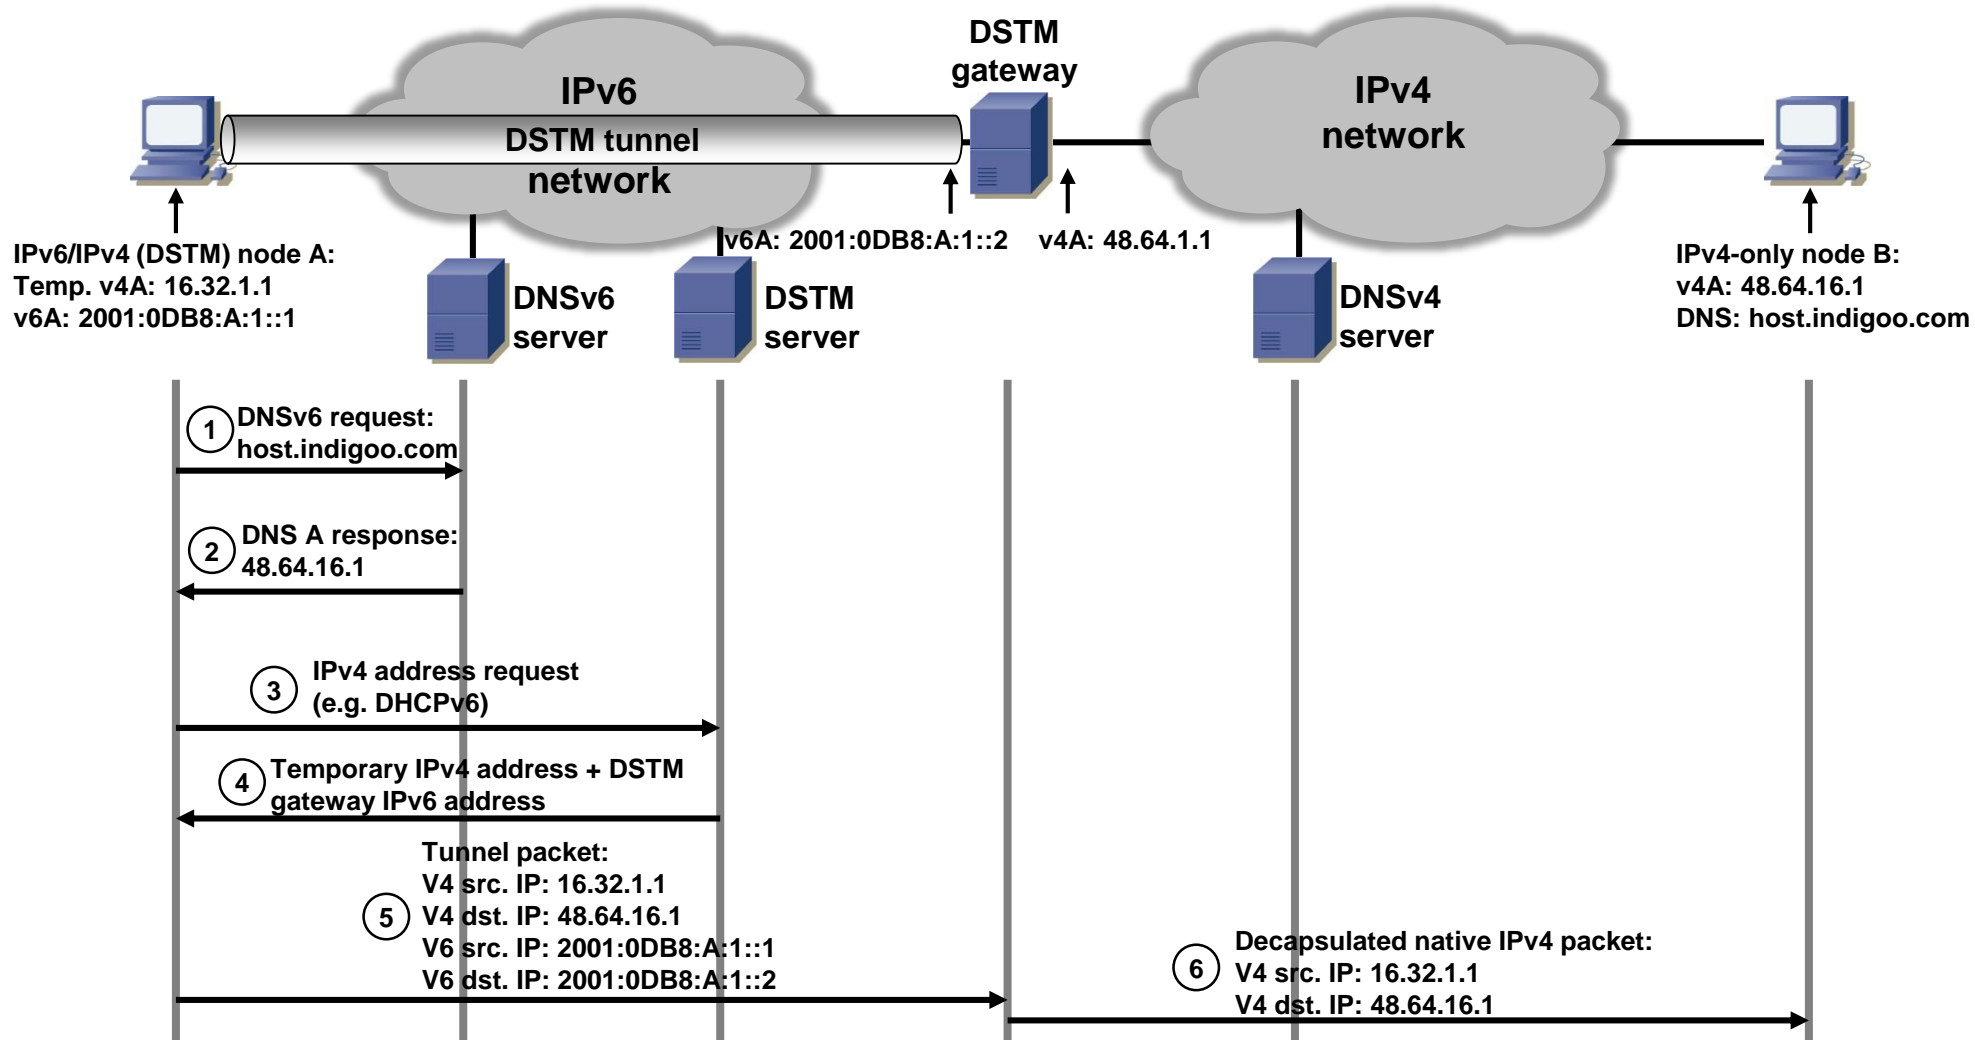 DSTM
gateway
IPv6
DSTM tunnel
network
IPv4
network
v6A: 2001:0DB8:A:1::2
v4A: 48.64.1.1
IPv6/IPv4 (DSTM) node A:
Temp. v4A: 16.32.1.1
v6A: 2001:0DB8:A:1::1
DNSv6
server
DSTM
server
DNSv4
server
IPv4-only node B:
v4A: 48.64.16.1
DNS: host.indigoo.com
1
DNSv6 request:
host.indigoo.com
2
DNS A response:
48.64.16.1
3
IPv4 address request
(e.g. DHCPv6)
4
Temporary IPv4 address + DSTM
gateway IPv6 address
5
Tunnel packet:
V4 src. IP: 16.32.1.1
V4 dst. IP: 48.64.16.1
V6 src. IP: 2001:0DB8:A:1::1
V6 dst. IP: 2001:0DB8:A:1::2
6
Decapsulated native IPv4 packet:
V4 src. IP: 16.32.1.1
V4 dst. IP: 48.64.16.1